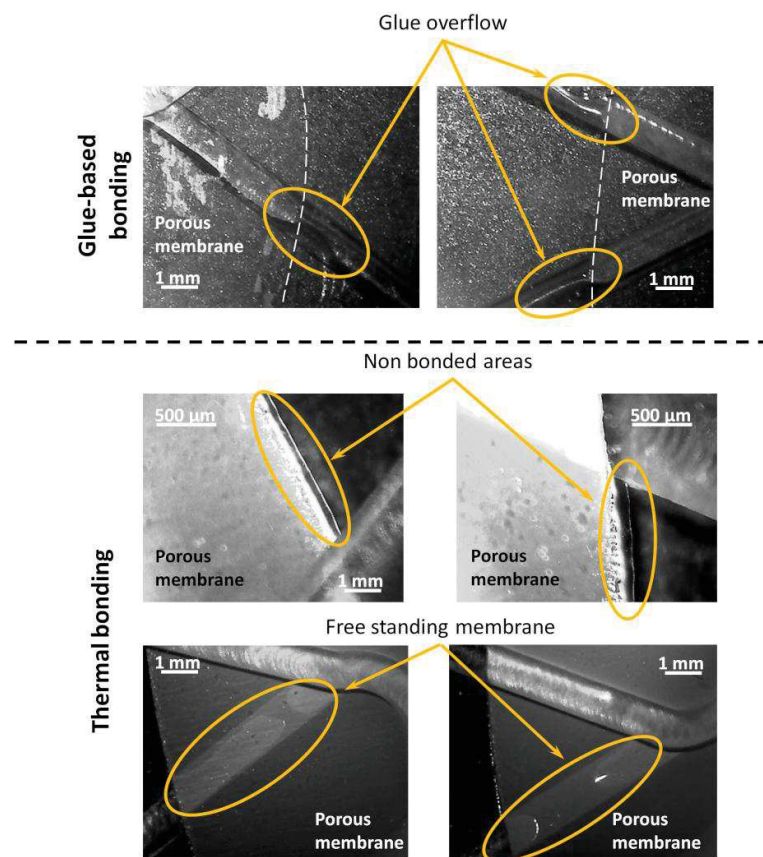 Glue overflow
Glue-based
bonding
Porous
membrane
1 mm
Porous
membrane
1 mm
Non bonded areas
Thermal bonding
500 µm
Porous
membrane
1 mm
500 µm
Porous
membrane
Free standing membrane
1 mm
Porous
membrane
1 mm
Porous
membrane